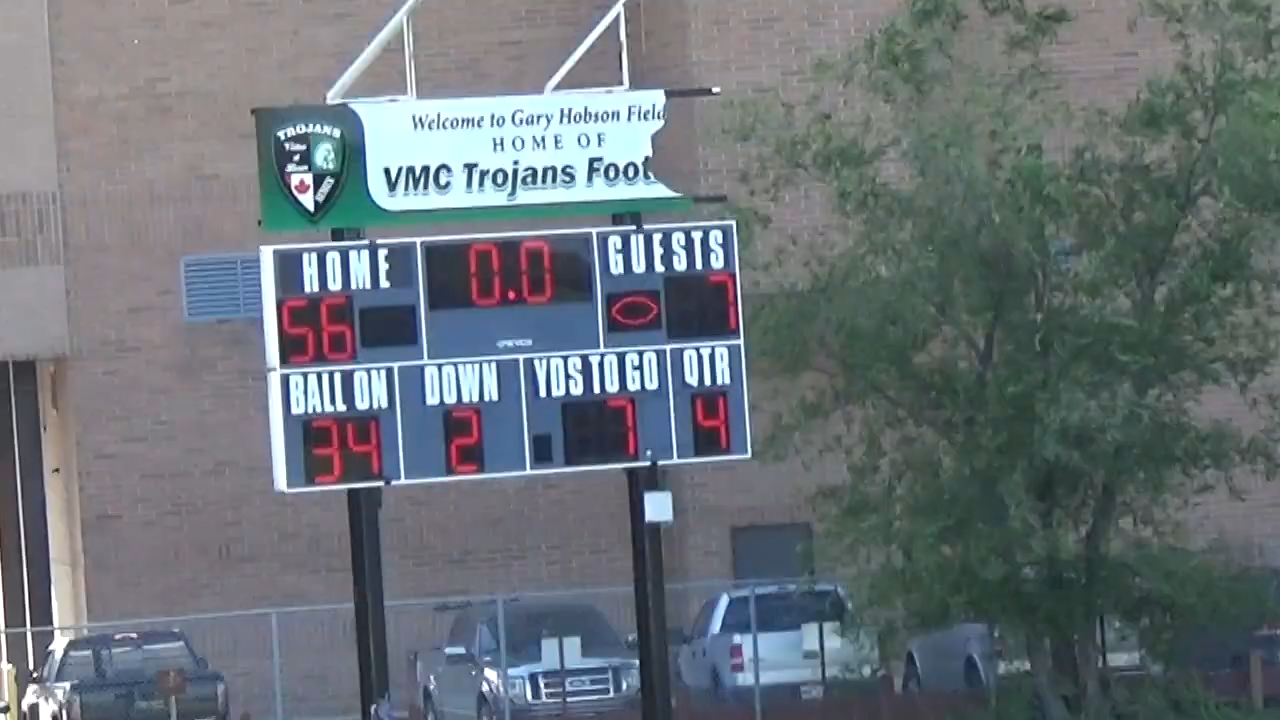 Welcome to Gary Hobson Field
HOME OF
VMC Trojans Foot
TROJANS
HOME
0.0
GUESTS
56
7
BALL ON
DOWN
YDS TO GO
QTR
34
2
7
4